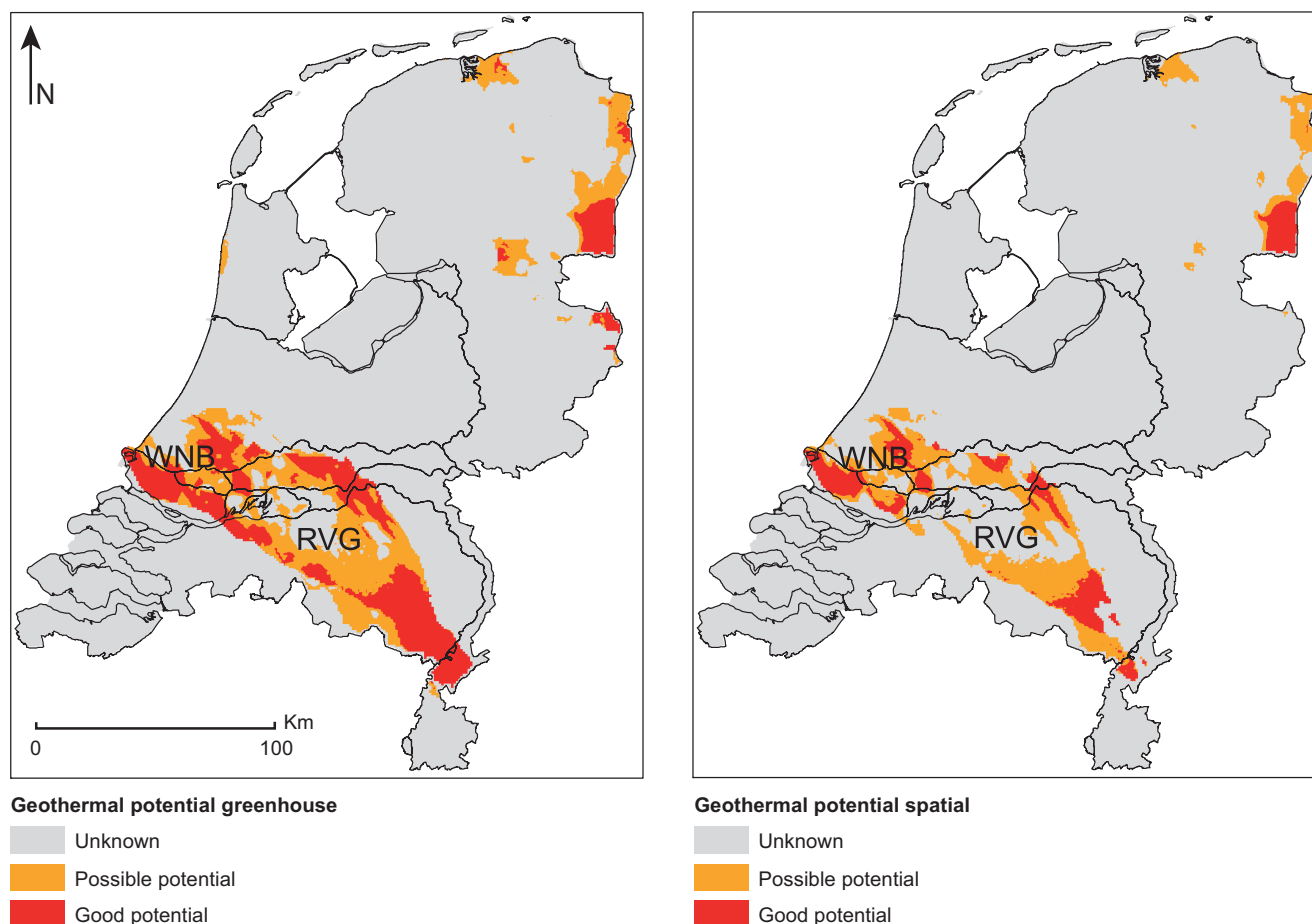 N
WNB
RVG
Km
0 100
Geothermal potential greenhouse
Unknown
Possible potential
Good potential
WNB
RVG
Geothermal potential spatial
Unknown
Possible potential
Good potential